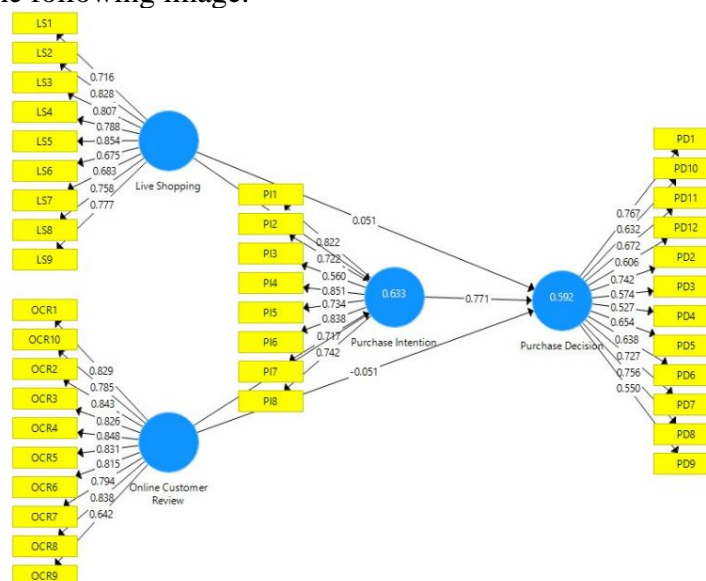 ne following image.
LS1
LS2
LS3
LS4
LS5
LS6
LS7
LS8
LS9
0.716
0.828
0.807
0.788
0.854
0.675
0.683
0.758
0.777
Live Shopping
OCR1
OCR10
OCR2
OCR3
OCR4
OCR5
OCR6
OCR7
OCR8
OCR9
0.829
0.785
0.843
0.826
0.848
0.831
0.815
0.794
0.838
0.642
Online Customer
Review
PI1
PI2
PI3
PI4
PI5
PI6
PI7
PI8
0.822
0.722
0.560
0.851
0.734
0.838
0.717
0.742
0.633
Purchase Intention
0.051
0.771
-0.051
0.592
Purchase Decision
0.767
0.632
0.672
0.606
0.742
0.574
0.527
0.654
0.638
0.727
0.756
0.550
PD1
PD10
PD11
PD12
PD2
PD3
PD4
PD5
PD6
PD7
PD8
PD9